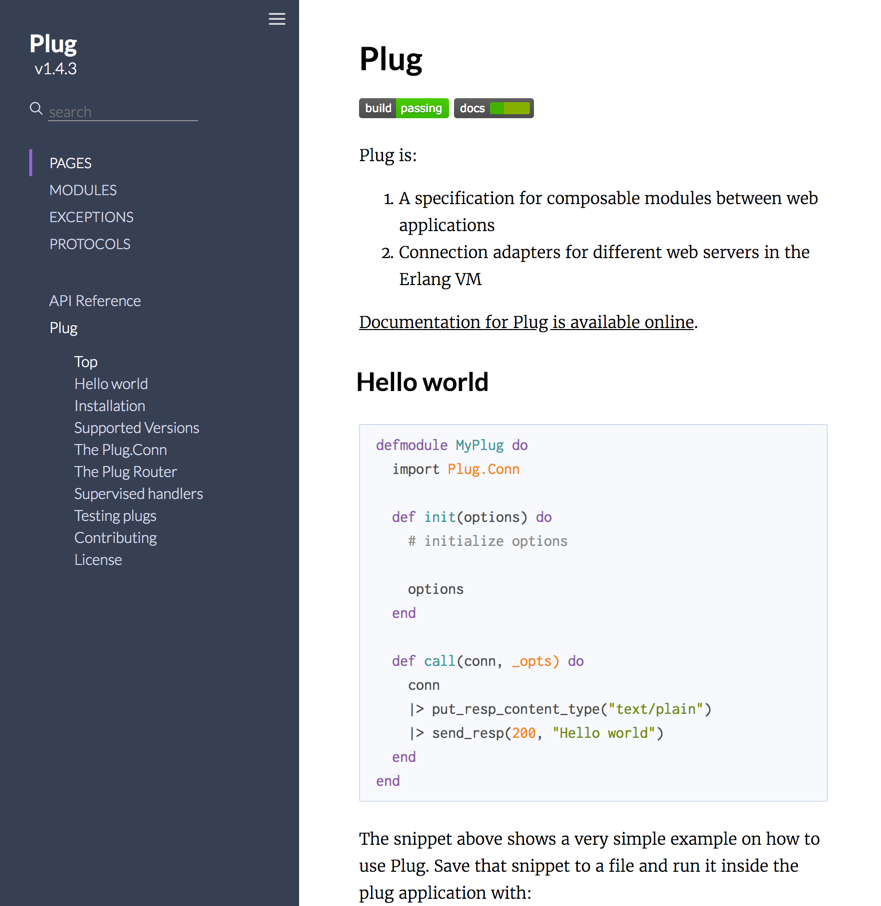 Plug
v1.4.3
search
PAGES
MODULES
EXCEPTIONS
PROTOCOLS
API Reference
Plug
Top
Hello world
Installation
Supported Versions
The Plug.Conn
The Plug Router
Supervised handlers
Testing plugs
Contributing
License
Plug
build passing docs
Plug is:
1. A specification for composable modules between web
applications
2. Connection adapters for different web servers in the
Erlang VM
Documentation for Plug is available online.
Hello world
defmodule MyPlug do
  import Plug.Conn
  def init(options) do
    # initialize options
    options
  end
  def call(conn, _opts) do
    conn
    |> put_resp_content_type("text/plain")
    |> send_resp(200, "Hello world")
  end
end
The snippet above shows a very simple example on how to
use Plug. Save that snippet to a file and run it inside the
plug application with: